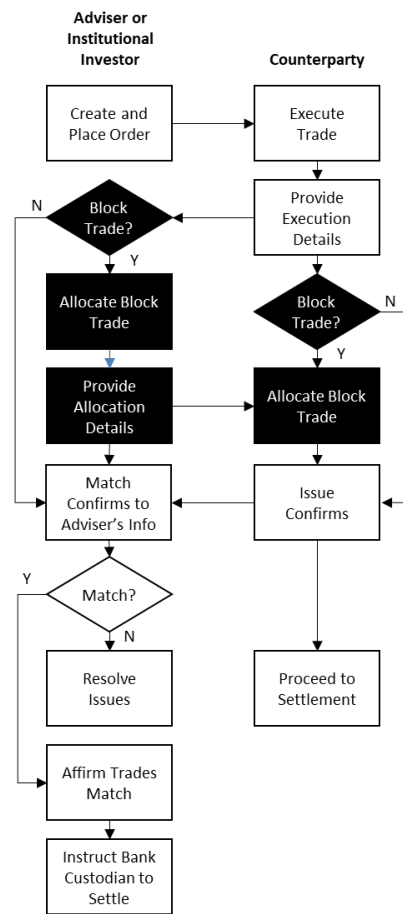 Adviser or
Institutional
Investor
Counterparty
Create and
Place Order
Execute
Trade
Provide
Execution
Details
N
Block
Trade?
Y
Block
Trade?
N
Y
Allocate Block
Trade
Provide
Allocation
Details
Allocate Block
Trade
Match
Confirms to
Adviser's Info
Issue
Confirms
Y
Match?
N
Resolve
Issues
Proceed to
Settlement
Affirm Trades
Match
Instruct Bank
Custodian to
Settle